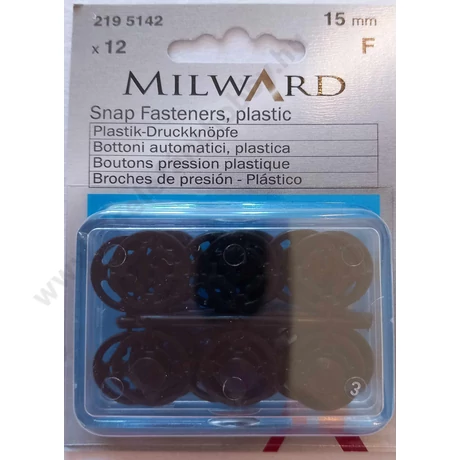 219 5142 15 mm
x 12 F
MILWARD
Snap Fasteners, plastic
Plastik-Druckknöpfe
Bottoni automatici, plastica
Boutons pression plastique
Broches de presión - Plástico
3